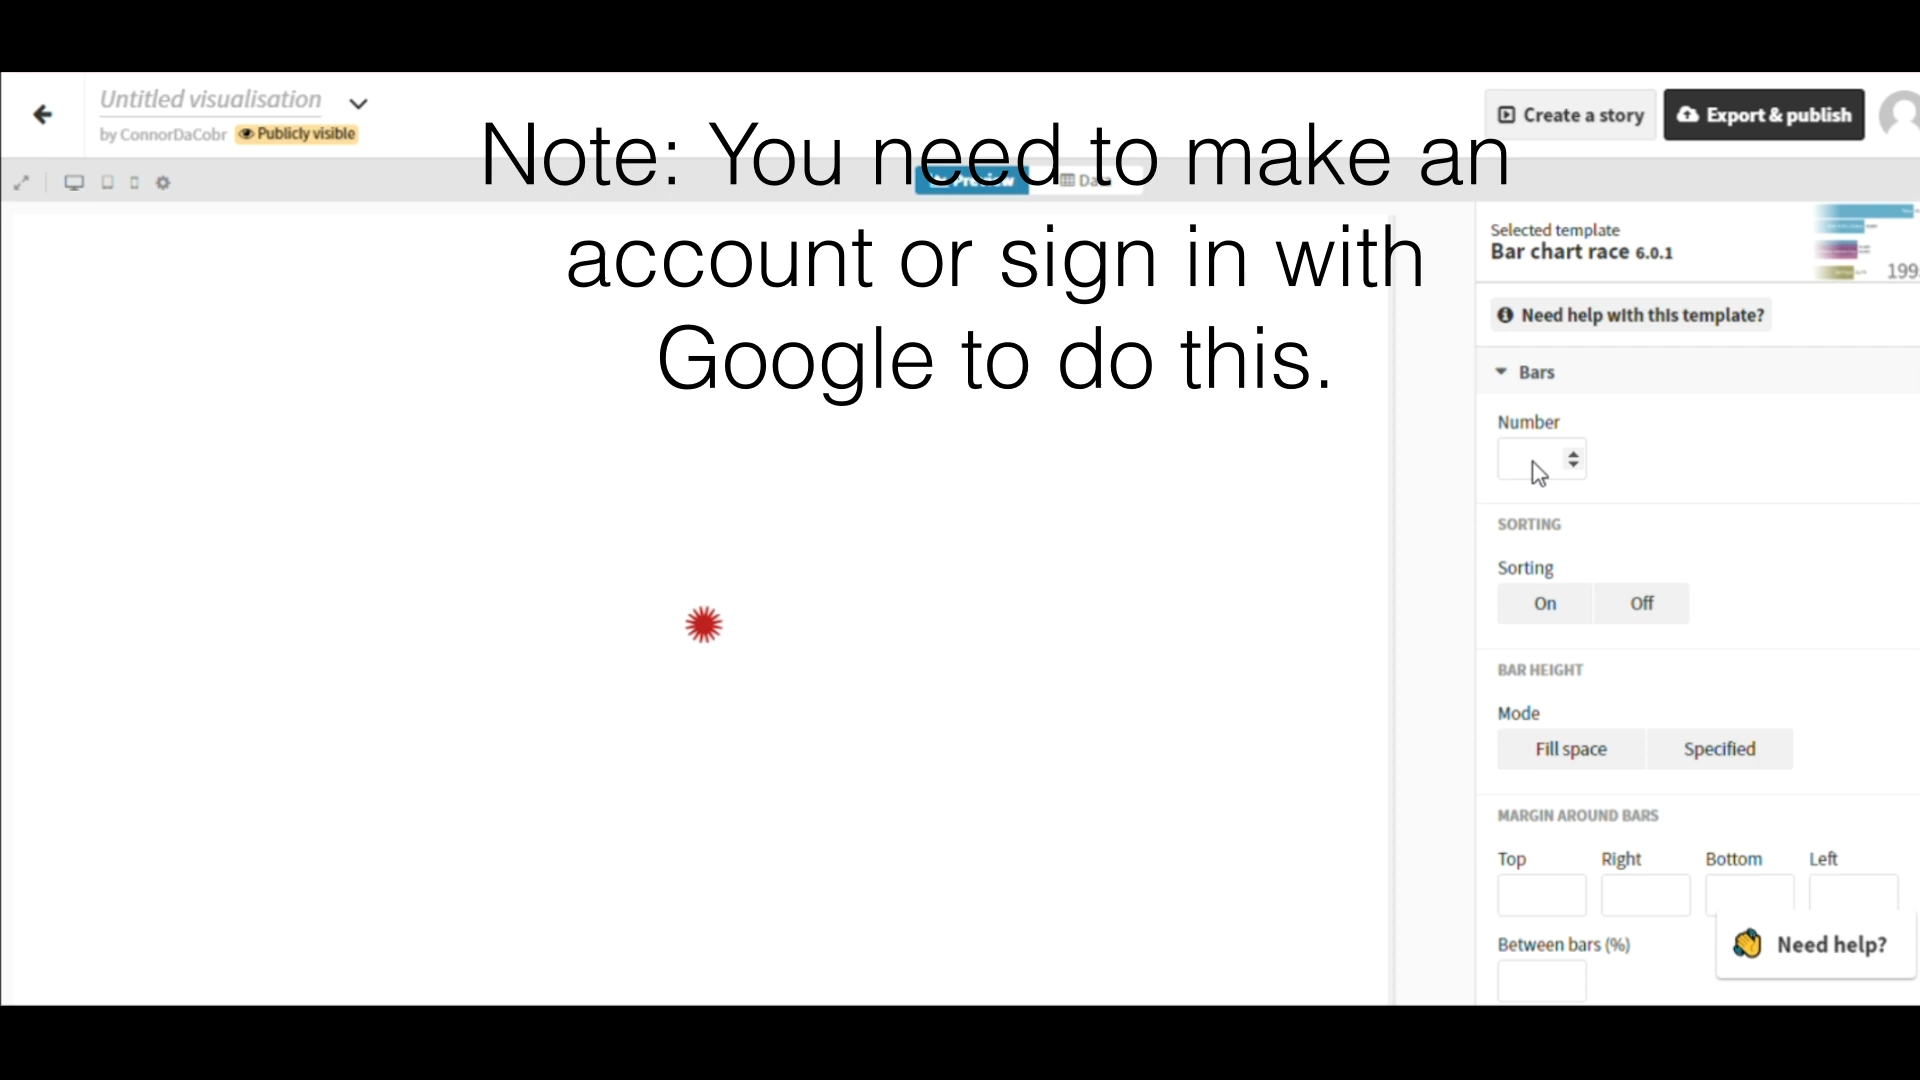 Untitled visualisation
by ConnorDaCobr
Publicly visible
Create a story
Export & publish
Note: You need to make an
account or sign in with
Google to do this.
Preview
Data
Selected template
Bar chart race 6.0.1
199
Need help with this template?
Bars
Number
SORTING
Sorting
On
Off
BAR HEIGHT
Mode
Fill space
Specified
MARGIN AROUND BARS
Top
Right
Bottom
Left
Between bars (%)
Need help?